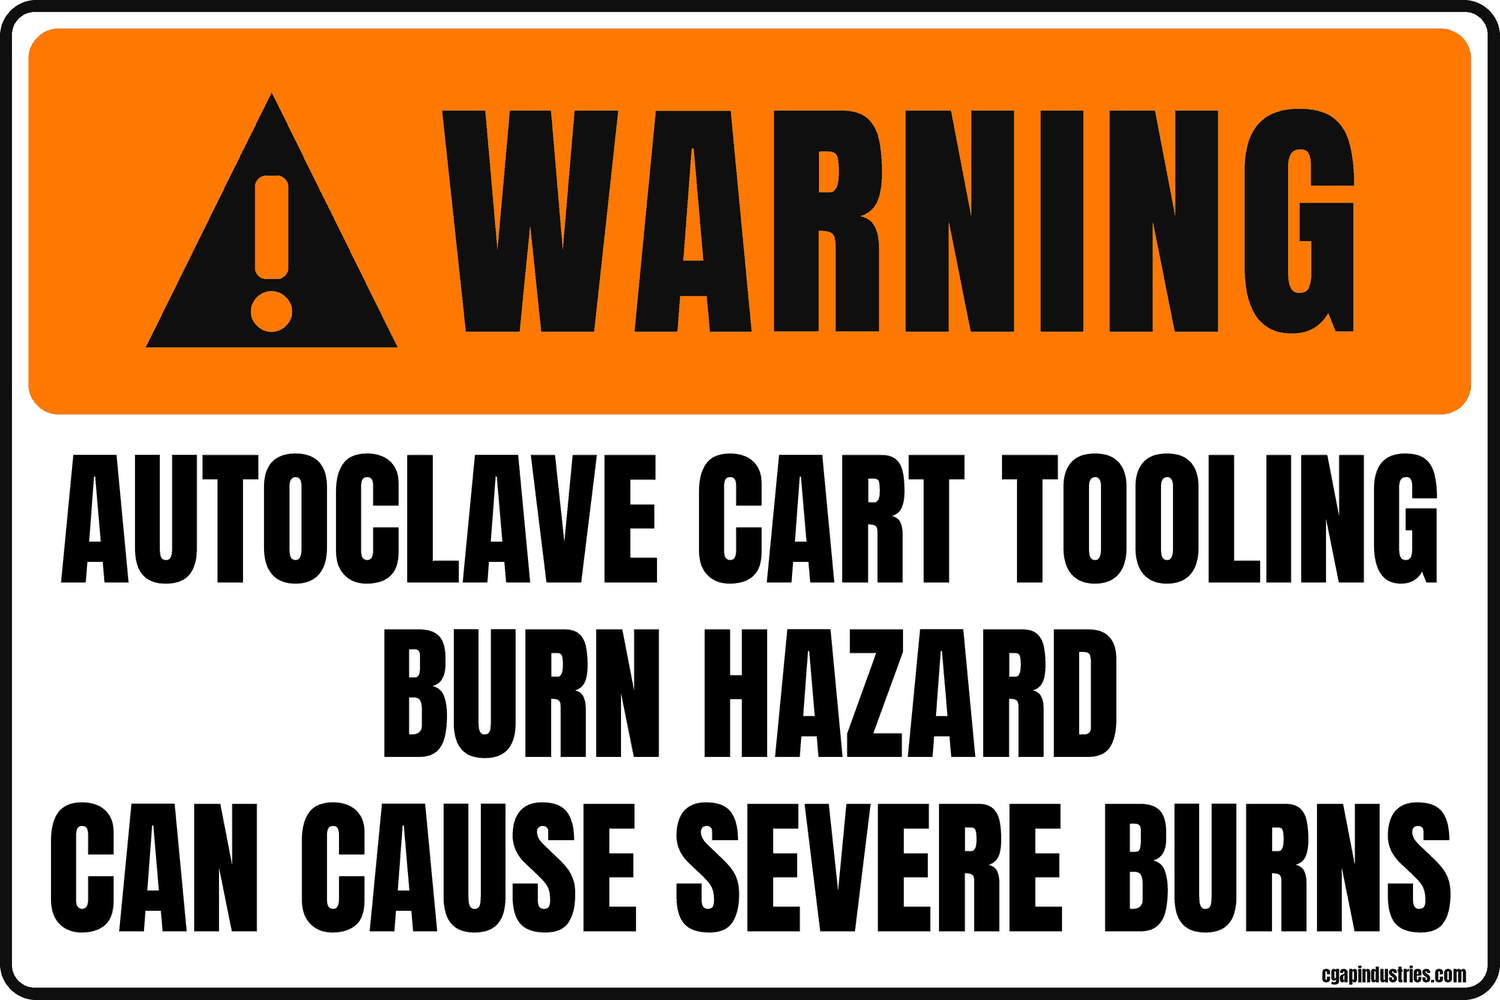 WARNING
AUTOCLAVE CART TOOLING
BURN HAZARD
CAN CAUSE SEVERE BURNS
cgapindustries.com